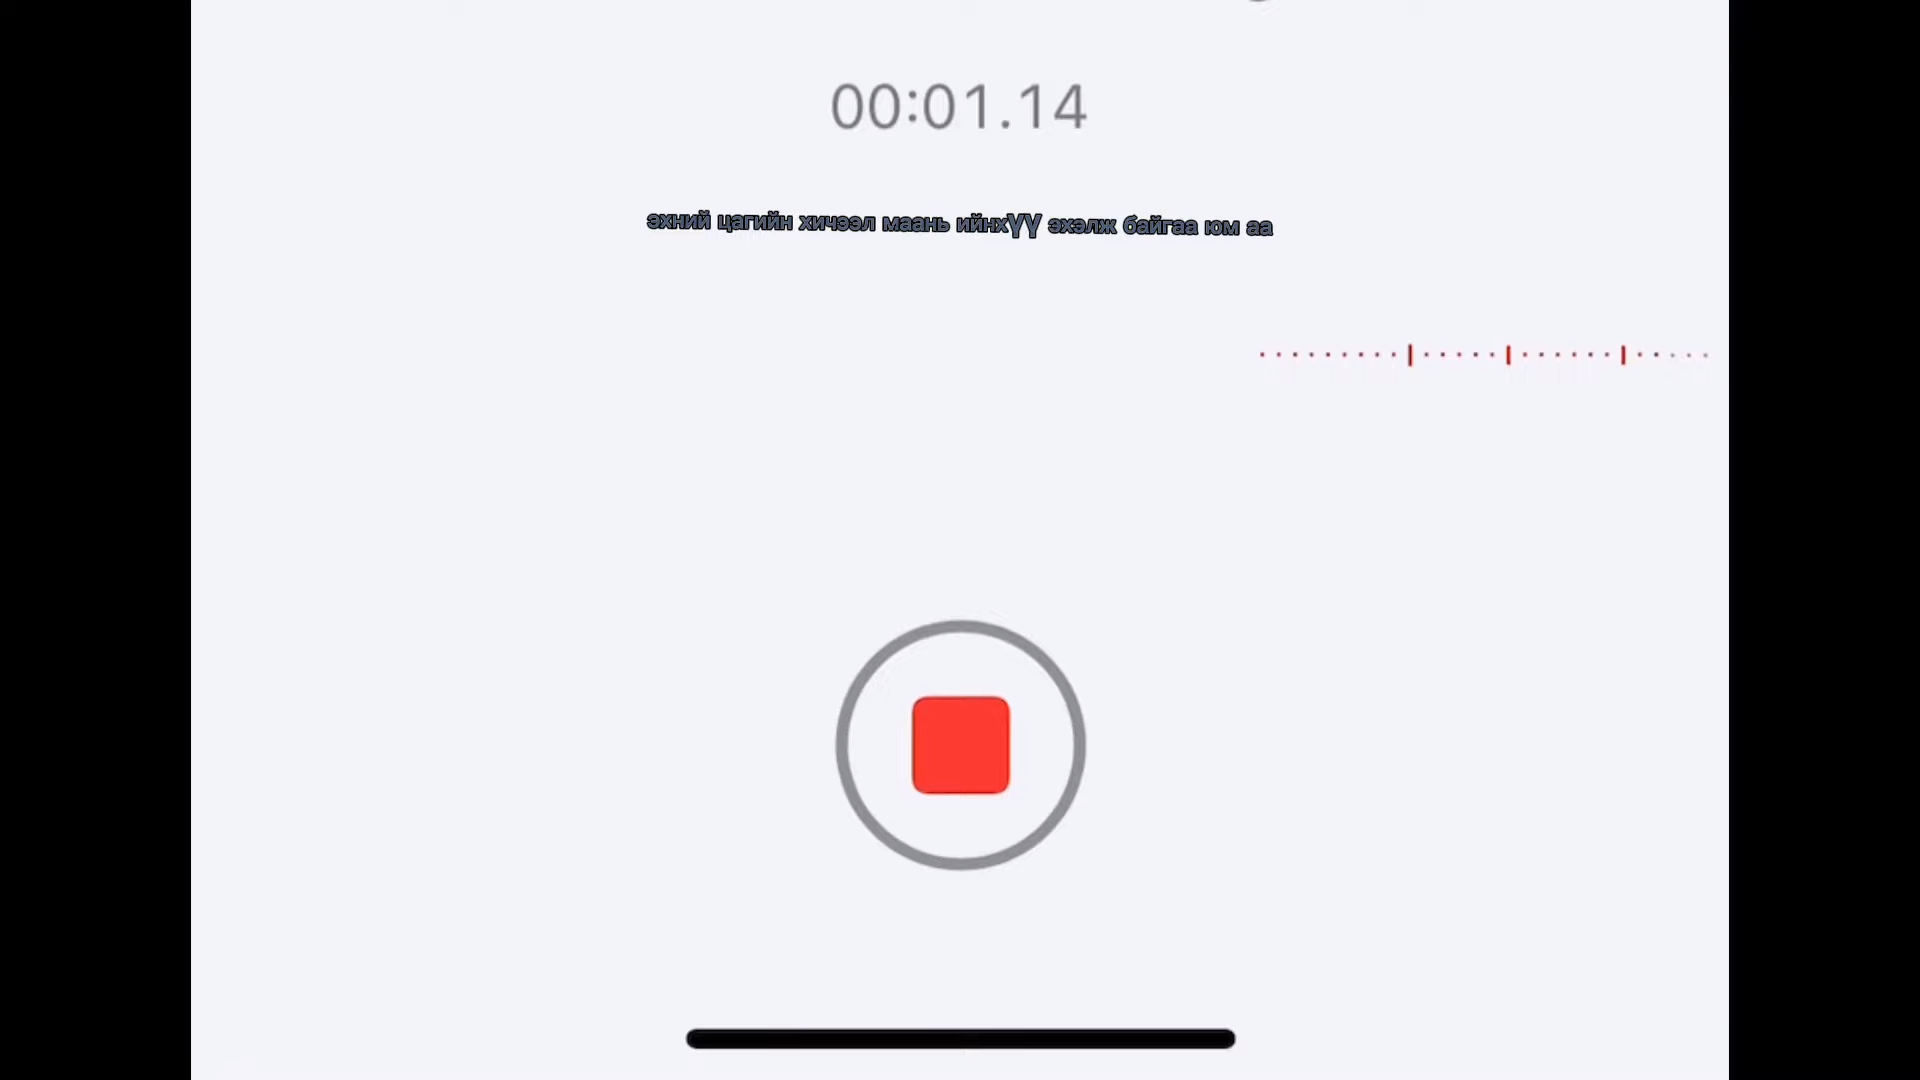 00:01.14
эхний цагийн хичээл маань ийнхүү эхэлж байгаа юм аа